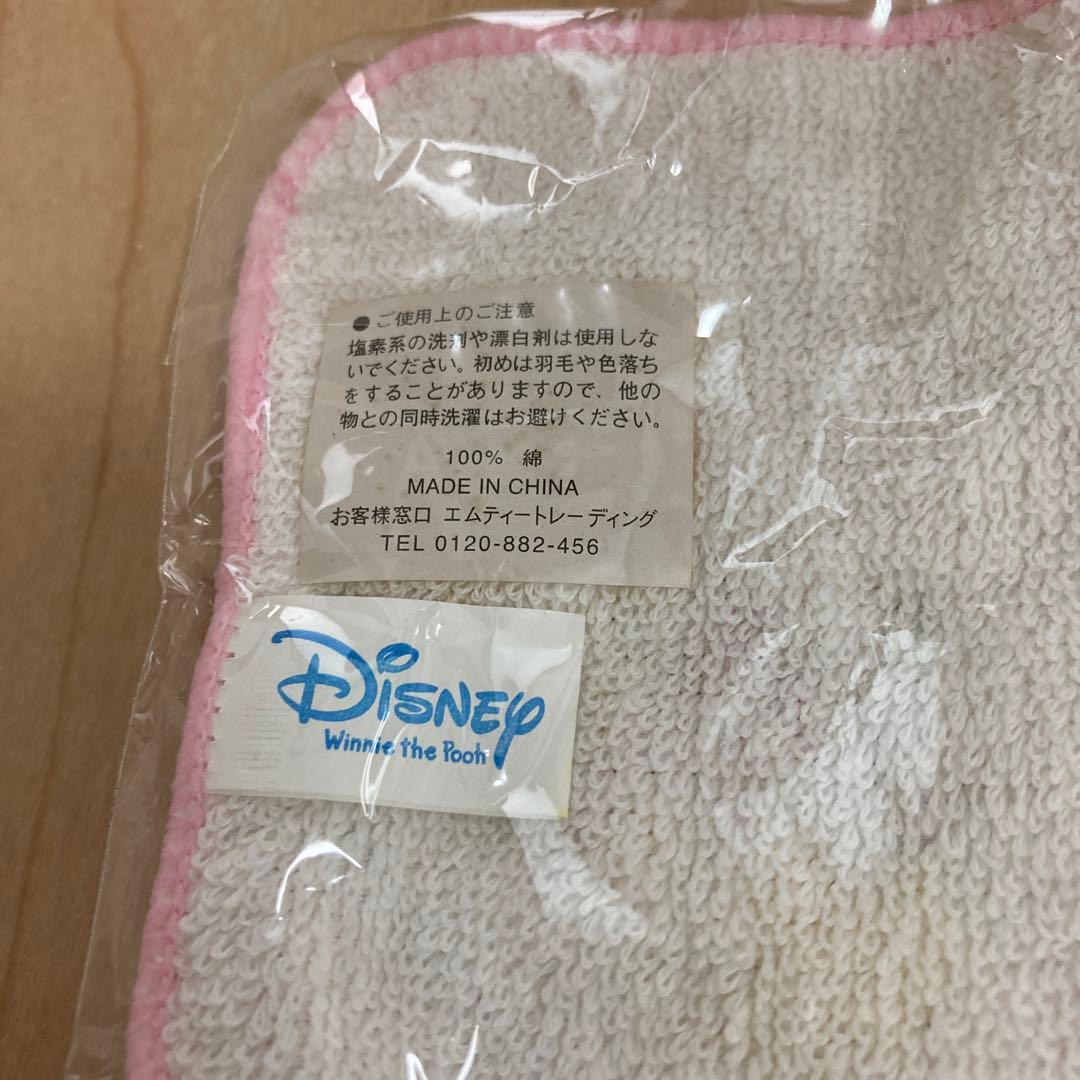 ●ご使用上のご注意
塩素系の洗剤や漂白剤は使用しな
いでください。初めは羽毛や色落ち
をすることがありますので、他の
物との同時洗濯はお避けください。
100% 綿
MADE IN CHINA
お客様窓口 エムティートレーディング
TEL 0120-882-456
Disney
Winnie the Pooh